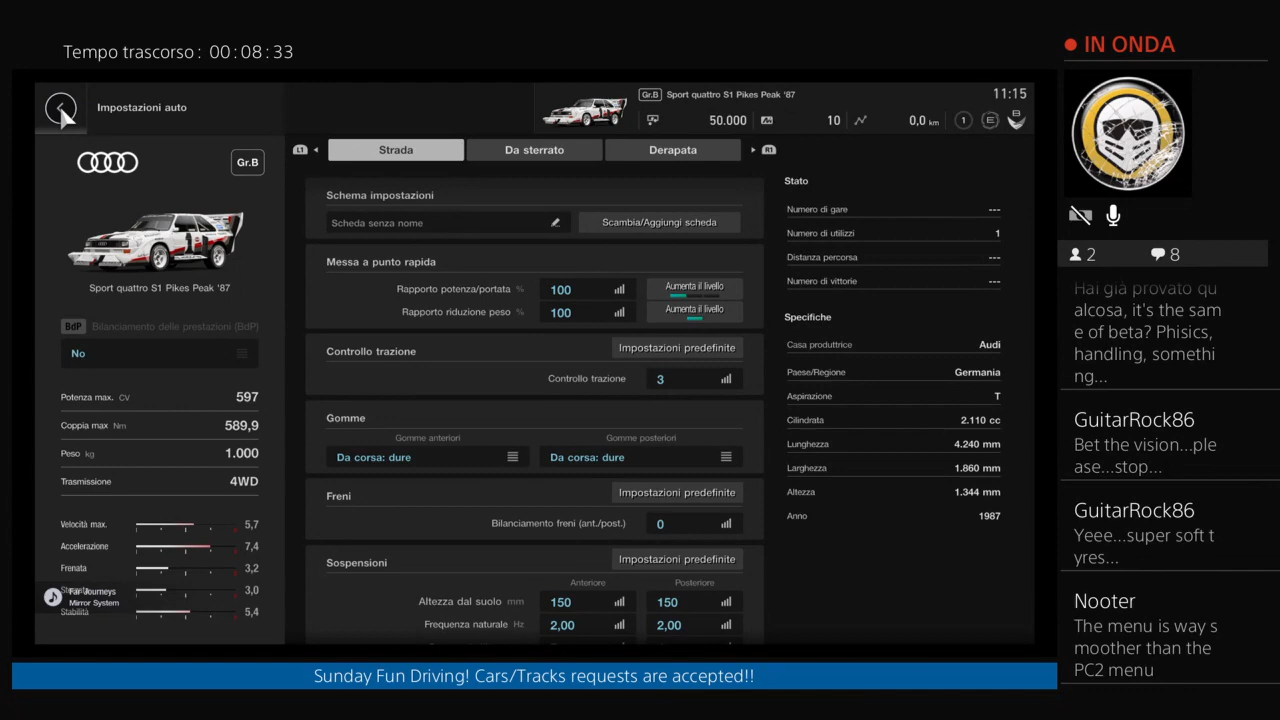 Tempo trascorso: 00:08:33
IN ONDA
Impostazioni auto
Gr.B Sport quattro S1 Pikes Peak '87
50.000 10 0,0 km 1 E B
11:15
Gr.B
Sport quattro S1 Pikes Peak '87
BdP Bilanciamento delle prestazioni (BdP)
No
Potenza max. CV 597
Coppia max Nm 589,9
Peso kg 1.000
Trasmissione 4WD
Velocità max. 5,7
Accelerazione 7,4
Frenata 3,2
3,0
Stabilità 5,4
Far Journeys
Mirror System
L1 Strada Da sterrato Derapata R1
Schema impostazioni
Scheda senza nome Scambia/Aggiungi scheda
Messa a punto rapida
Rapporto potenza/portata % 100 Aumenta il livello
Rapporto riduzione peso % 100 Aumenta il livello
Controllo trazione Impostazioni predefinite
Controllo trazione 3
Gomme
Gomme anteriori Gomme posteriori
Da corsa: dure Da corsa: dure
Freni Impostazioni predefinite
Bilanciamento freni (ant./post.) 0
Sospensioni Impostazioni predefinite
Anteriore Posteriore
Altezza dal suolo mm 150 150
Frequenza naturale Hz 2,00 2,00
Stato
Numero di gare ---
Numero di utilizzi 1
Distanza percorsa ---
Numero di vittorie ---
Specifiche
Casa produttrice Audi
Paese/Regione Germania
Aspirazione T
Cilindrata 2.110 cc
Lunghezza 4.240 mm
Larghezza 1.860 mm
Altezza 1.344 mm
Anno 1987
2 8
Hai già provato qu
alcosa, it's the sam
e of beta? Phisics,
handling, somethi
ng...
GuitarRock86
Bet the vision...ple
ase...stop...
GuitarRock86
Yeee...super soft t
yres...
Nooter
The menu is way s
moother than the
PC2 menu
Sunday Fun Driving! Cars/Tracks requests are accepted!!